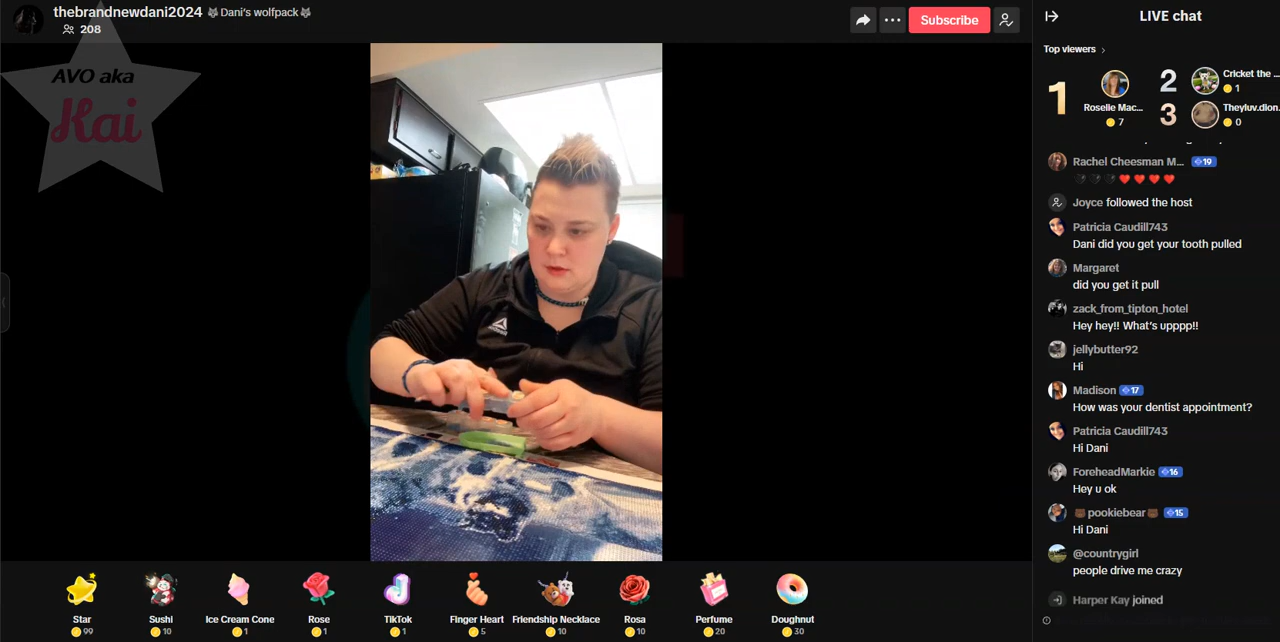 thebrandnewdani2024 🐺Dani's wolfpack🐺
208
Subscribe
AVO aka
Kai
LIVE chat
Top viewers
1
Roselle Mac...
7
2
Cricket the ...
1
3
Theyluv.dion.
0
Rachel Cheesman M... 19
🖤🖤🖤❤️❤️❤️❤️
Joyce followed the host
Patricia Caudill743
Dani did you get your tooth pulled
Margaret
did you get it pull
zack_from_tipton_hotel
Hey hey!! What's upppp!!
jellybutter92
Hi
Madison 17
How was your dentist appointment?
Patricia Caudill743
Hi Dani
ForeheadMarkie 16
Hey u ok
🐻pookiebear🐻 15
Hi Dani
@countrygirl
people drive me crazy
Harper Kay joined
Star
99
Sushi
10
Ice Cream Cone
1
Rose
1
TikTok
1
Finger Heart
5
Friendship Necklace
10
Rosa
10
Perfume
20
Doughnut
30